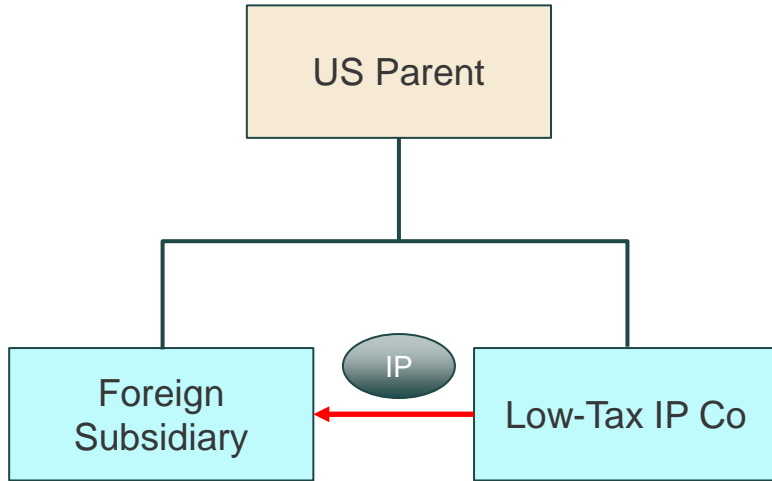 US Parent
IP
Foreign
Subsidiary
Low-Tax IP Co